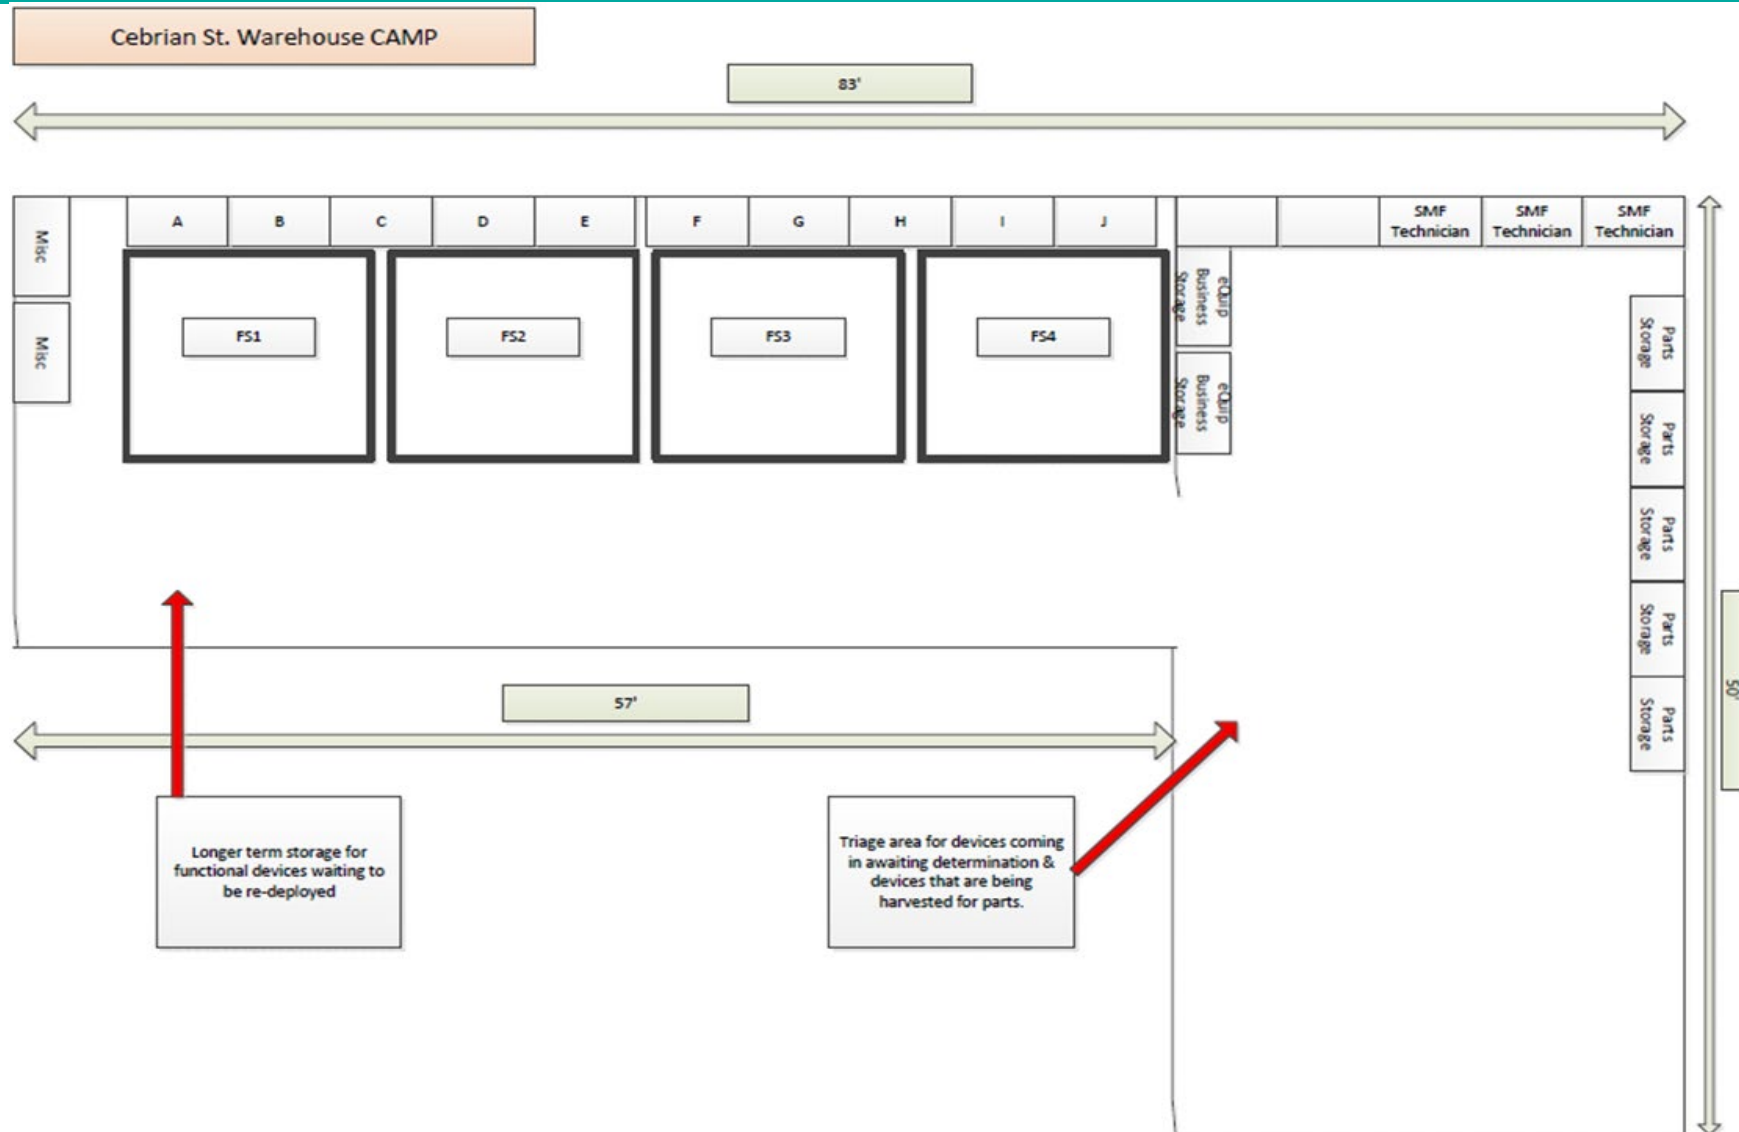 Cebrian St. Warehouse CAMP
83'
Misc
Misc
A
B
C
D
E
F
G
H
I
J
SMF
Technician
SMF
Technician
SMF
Technician
FS1
FS2
FS3
FS4
eQuip
Business
Storage
eQuip
Business
Storage
Parts
Storage
Parts
Storage
Parts
Storage
Parts
Storage
Parts
Storage
50'
57'
Longer term storage for
functional devices waiting to
be re-deployed
Triage area for devices coming
in awaiting determination &
devices that are being
harvested for parts.